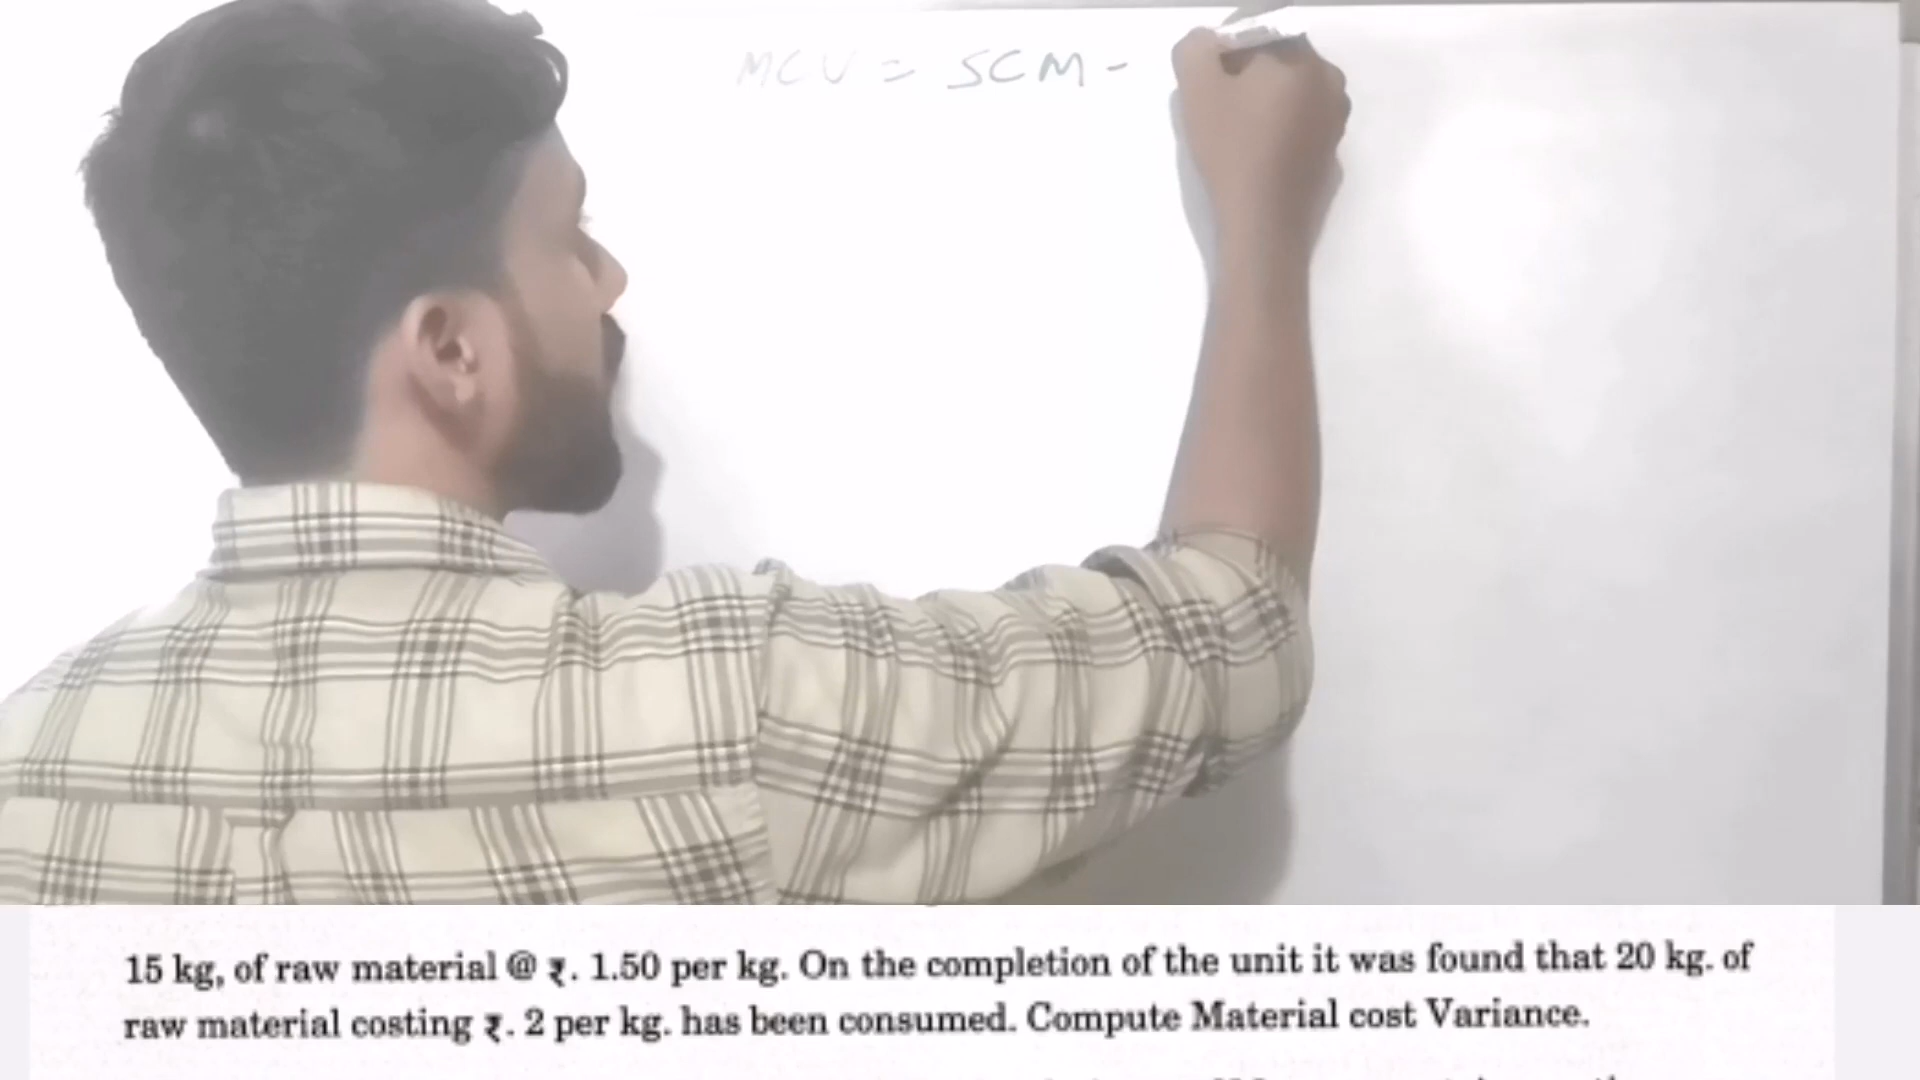 MCV = SCM -
15 kg, of raw material @ ₹. 1.50 per kg. On the completion of the unit it was found that 20 kg. of
raw material costing ₹. 2 per kg. has been consumed. Compute Material cost Variance.